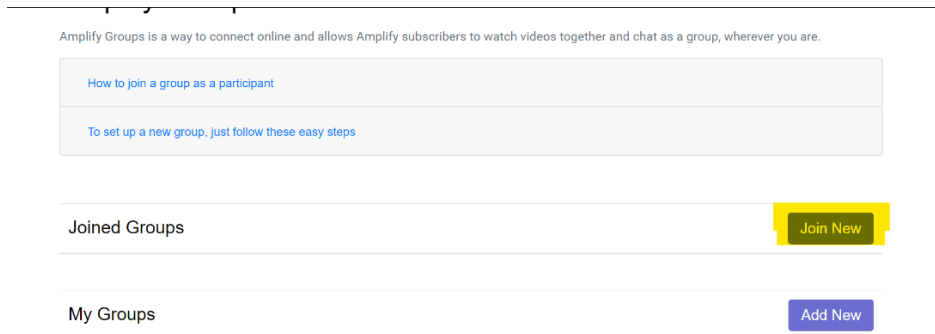 Amplify Groups is a way to connect online and allows Amplify subscribers to watch videos together and chat as a group, wherever you are.
How to join a group as a participant
To set up a new group, just follow these easy steps
Joined Groups
Join New
My Groups
Add New